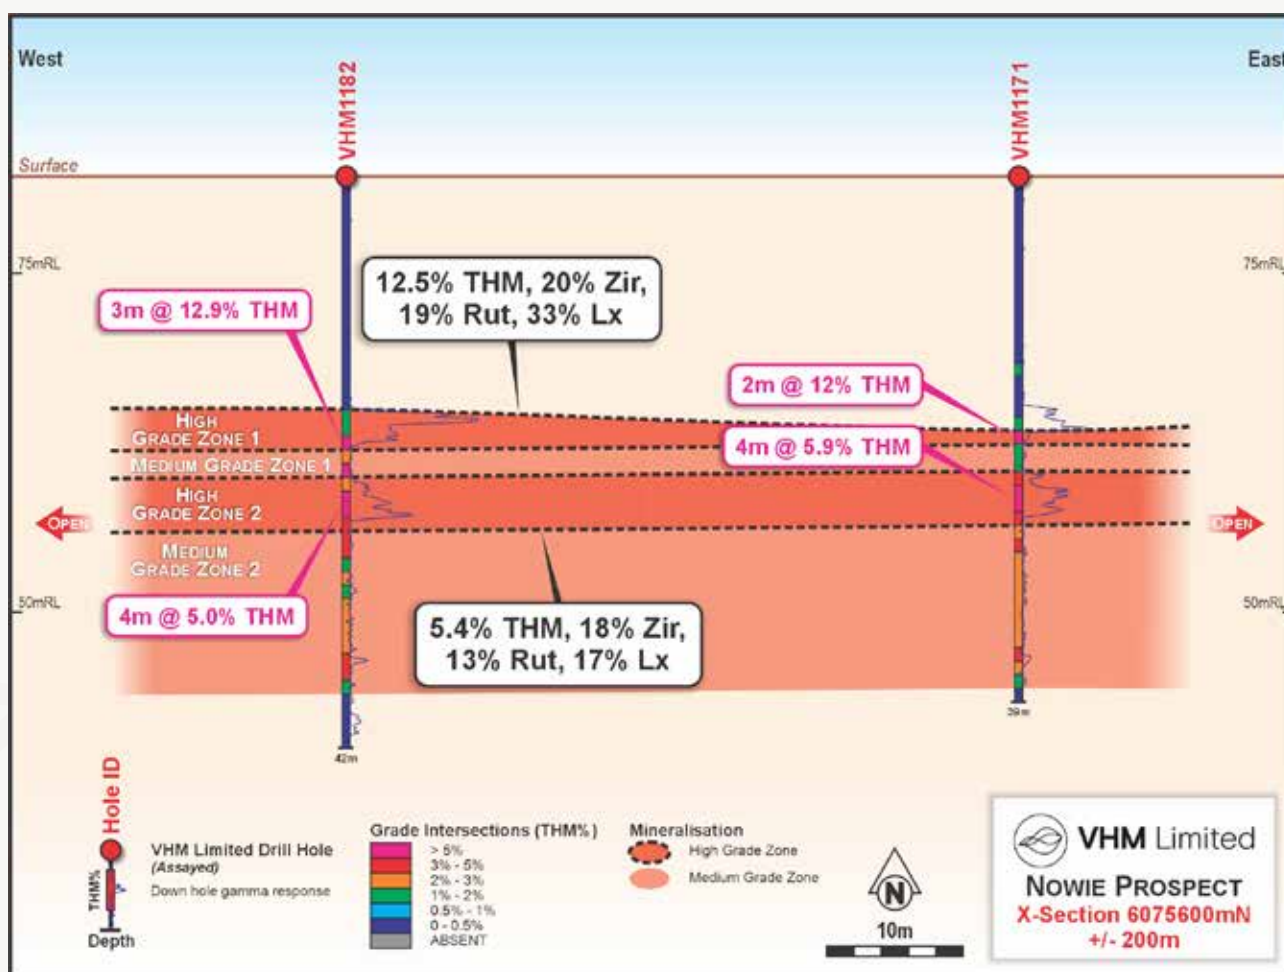 West
East
VHM1182
VHM1171
Surface
75mRL
75mRL
12.5% THM, 20% Zir,
19% Rut, 33% Lx
3m @ 12.9% THM
2m @ 12% THM
4m @ 5.9% THM
HIGH
GRADE ZONE 1
MEDIUM GRADE ZONE 1
HIGH
GRADE ZONE 2
OPEN
OPEN
MEDIUM
GRADE ZONE 2
50mRL
50mRL
4m @ 5.0% THM
5.4% THM, 18% Zir,
13% Rut, 17% Lx
39m
42m
Hole ID
THM%
Depth
VHM Limited Drill Hole
(Assayed)
Down hole gamma response
Grade Intersections (THM%)
> 5%
3% - 5%
2% - 3%
1% - 2%
0.5% - 1%
0 - 0.5%
ABSENT
Mineralisation
High Grade Zone
Medium Grade Zone
N
10m
VHM Limited
NOWIE PROSPECT
X-Section 6075600mN
+/- 200m